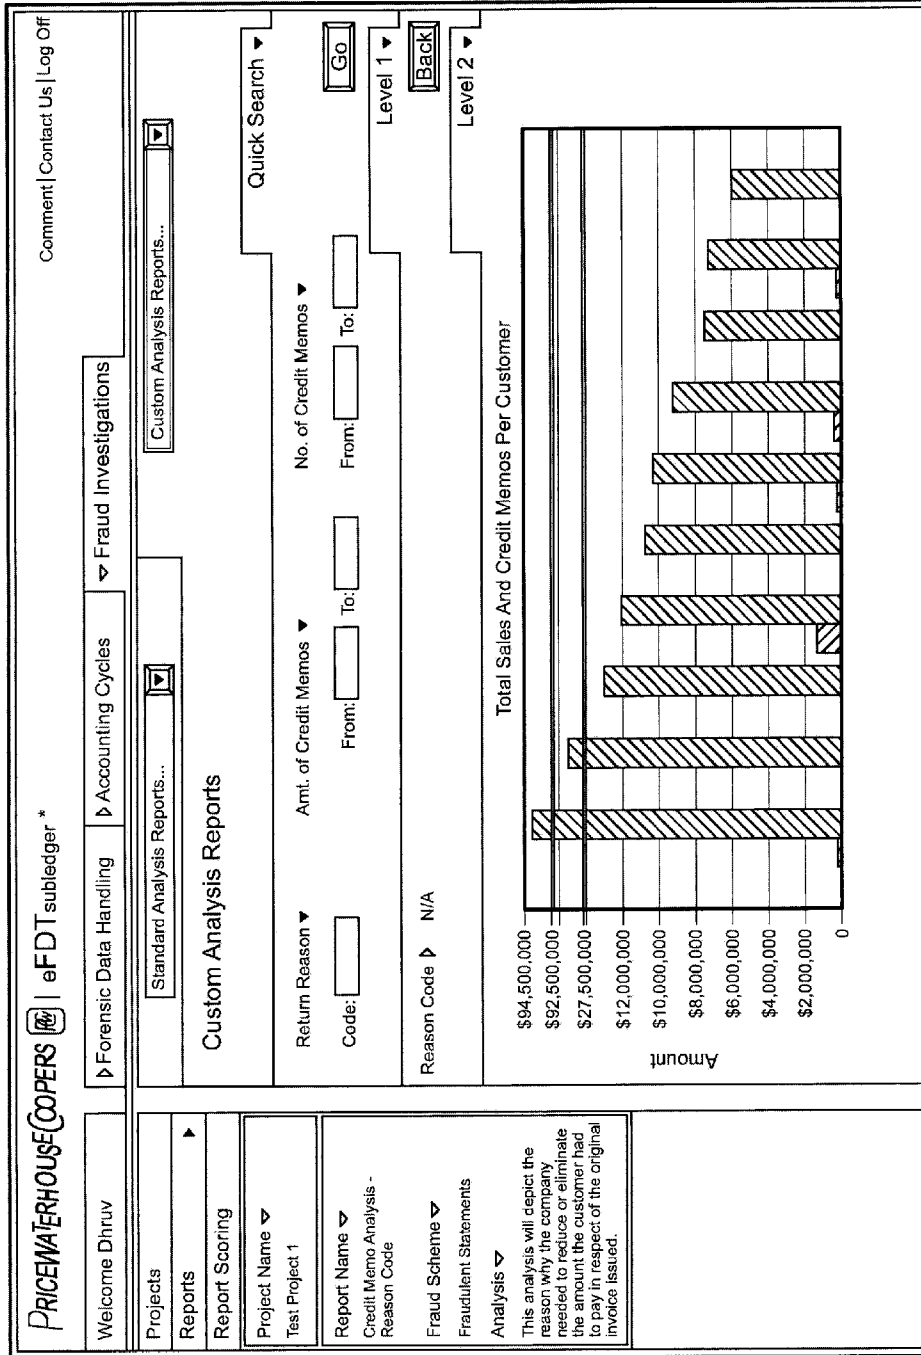 PRICEWATERHOUSECOOPERS pwc | eFDT subledger *
Comment | Contact Us | Log Off
Welcome Dhruv
Forensic Data Handling
Accounting Cycles
Fraud Investigations
Projects
Reports
Report Scoring
Project Name
Test Project 1
Report Name
Credit Memo Analysis -
Reason Code
Fraud Scheme
Fraudulent Statements
Analysis
This analysis will depict the
reason why the company
needed to reduce or eliminate
the amount the customer had
to pay in respect of the original
invoice issued.
Standard Analysis Reports...
Custom Analysis Reports...
Custom Analysis Reports
Quick Search
Return Reason
Amt. of Credit Memos
No. of Credit Memos
Code:
From:
To:
From:
To:
Go
Level 1
Reason Code
N/A
Back
Level 2
Total Sales And Credit Memos Per Customer
Amount
$94,500,000
$92,500,000
$27,500,000
$12,000,000
$10,000,000
$8,000,000
$6,000,000
$4,000,000
$2,000,000
0